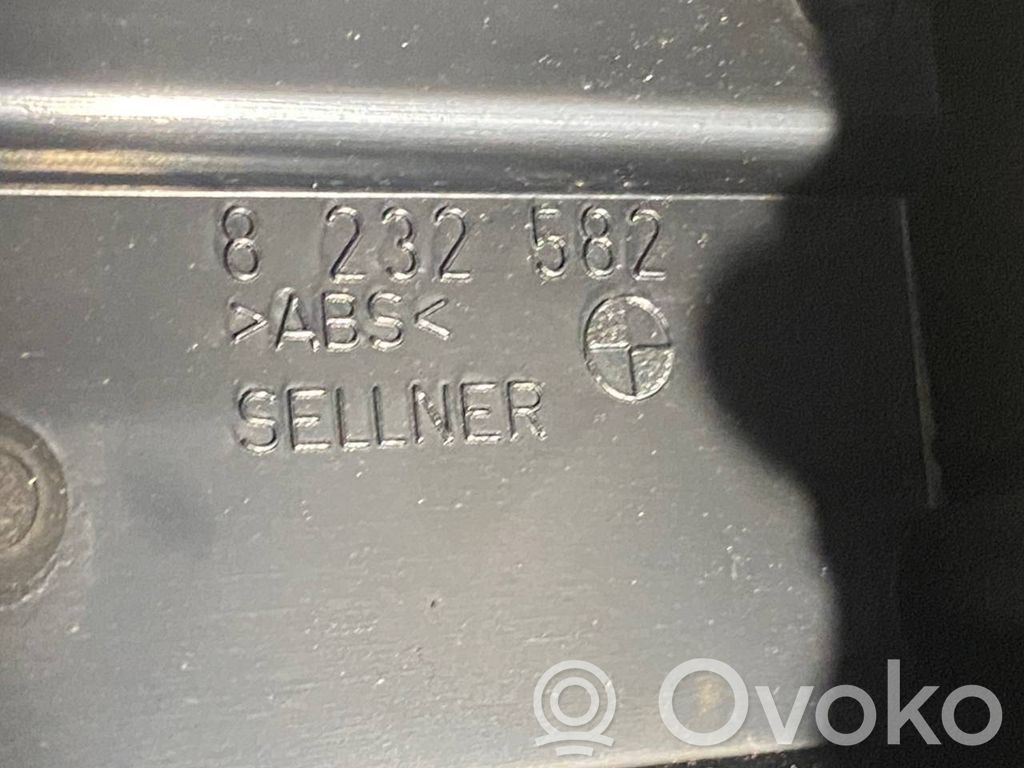 8 232 582
>ABS<
SELLNER
Ovoko